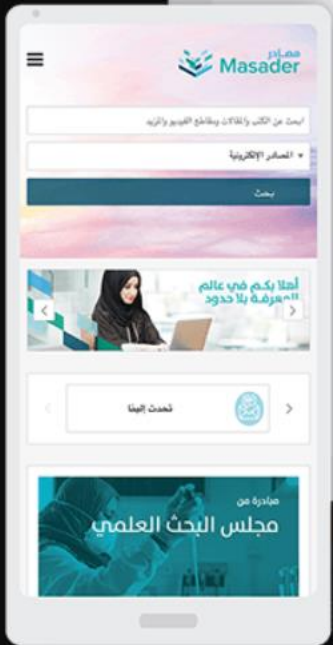 مصادر
Masader
ابحث عن الكتب والمقالات ومقاطع الفيديو والمزيد
المصادر الإلكترونية
بحث
أهلا بكم في عالم
المعرفة بلا حدود
تحدث إلينا
مبادرة من
مجلس البحث العلمي